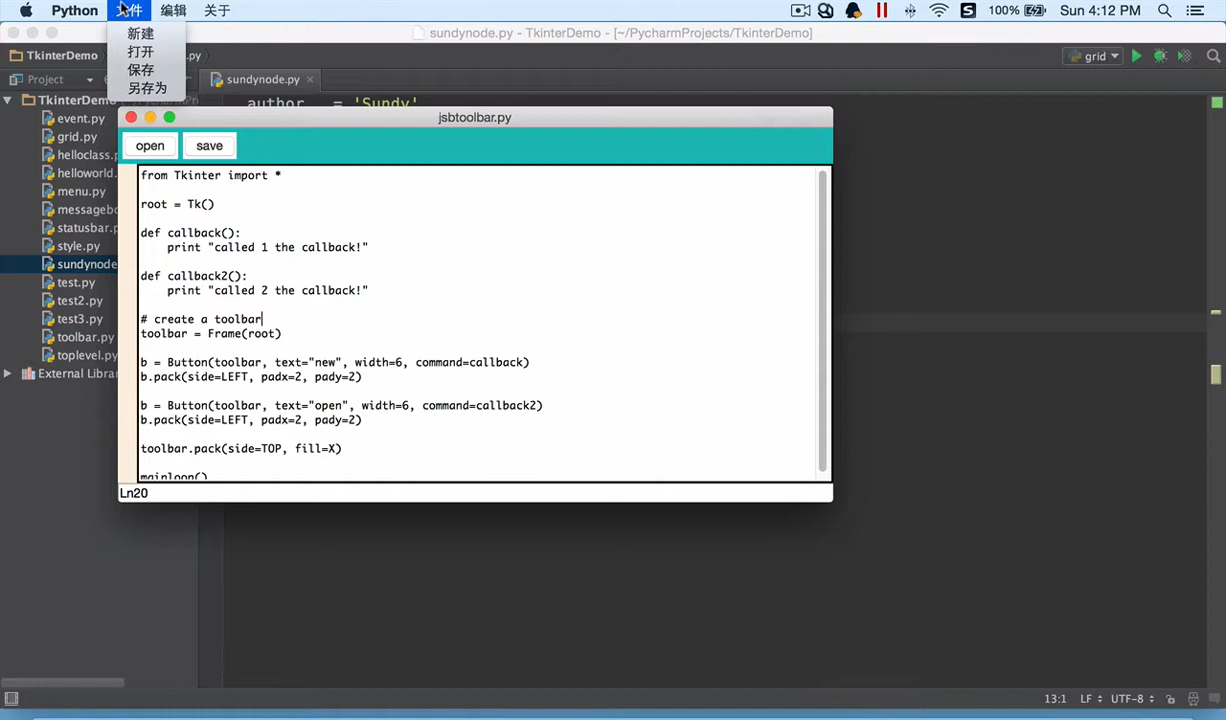 Python 文件 编辑 关于 100% Sun 4:12 PM
新建
打开
保存
另存为
sundynode.py - TkinterDemo - [~/PycharmProjects/TkinterDemo]
TkinterDemo .py grid
Project sundynode.py
TkinterDemo
event.py
grid.py
helloclass.
helloworld.
menu.py
messagebo
statusbar.p
style.py
sundynode
test.py
test2.py
test3.py
toolbar.py
toplevel.py
External Librar
__author__ = 'Sundy'
jsbtoolbar.py
open save
from Tkinter import *
root = Tk()
def callback():
print "called 1 the callback!"
def callback2():
print "called 2 the callback!"
# create a toolbar
toolbar = Frame(root)
b = Button(toolbar, text="new", width=6, command=callback)
b.pack(side=LEFT, padx=2, pady=2)
b = Button(toolbar, text="open", width=6, command=callback2)
b.pack(side=LEFT, padx=2, pady=2)
toolbar.pack(side=TOP, fill=X)
mainloop()
Ln20
13:1 LF UTF-8